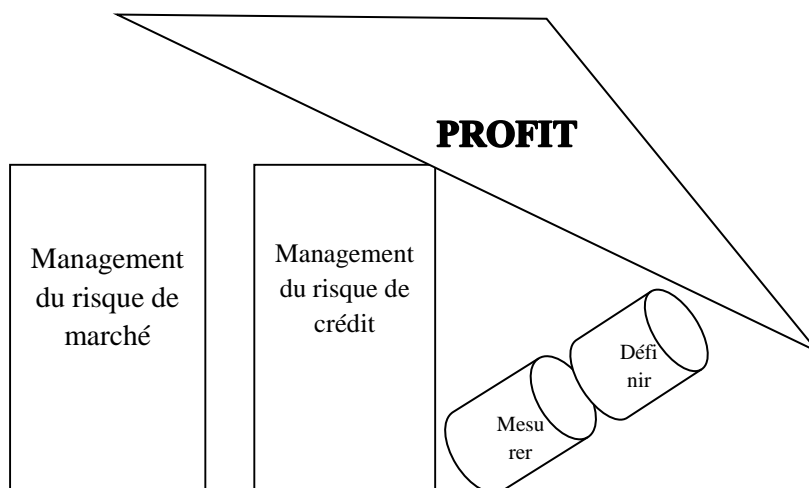 PROFIT
Management
du risque de
marché
Management
du risque de
crédit
Défi
nir
Mesu
rer